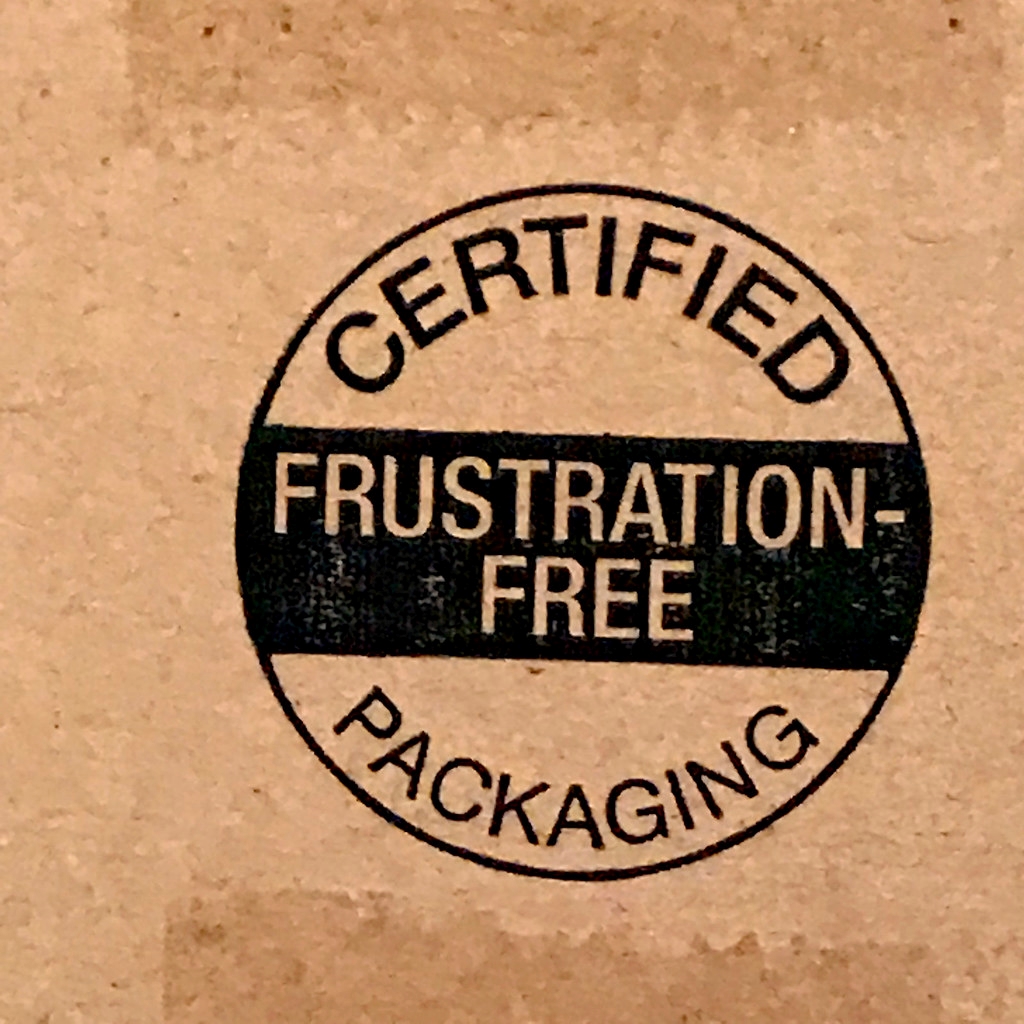 CERTIFIED
FRUSTRATION-
FREE
PACKAGING